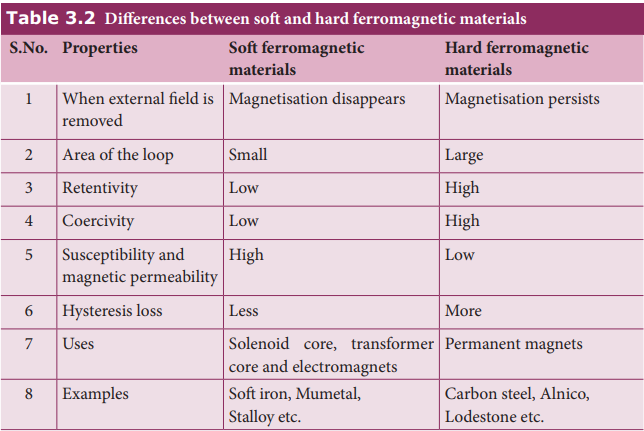 Table 3.2 Differences between soft and hard ferromagnetic materials
S.No. Properties Soft ferromagnetic materials Hard ferromagnetic materials
1 When external field is removed Magnetisation disappears Magnetisation persists
2 Area of the loop Small Large
3 Retentivity Low High
4 Coercivity Low High
5 Susceptibility and magnetic permeability High Low
6 Hysteresis loss Less More
7 Uses Solenoid core, transformer core and electromagnets Permanent magnets
8 Examples Soft iron, Mumetal, Stalloy etc. Carbon steel, Alnico, Lodestone etc.